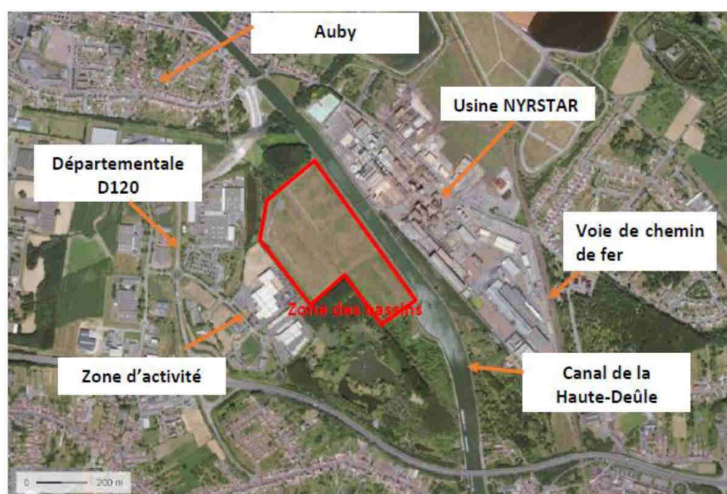 Auby
Usine NYRSTAR
Départementale
D120
Voie de chemin
de fer
Zone des bassins
Zone d'activité
Canal de la
Haute-Deûle
0 200 m